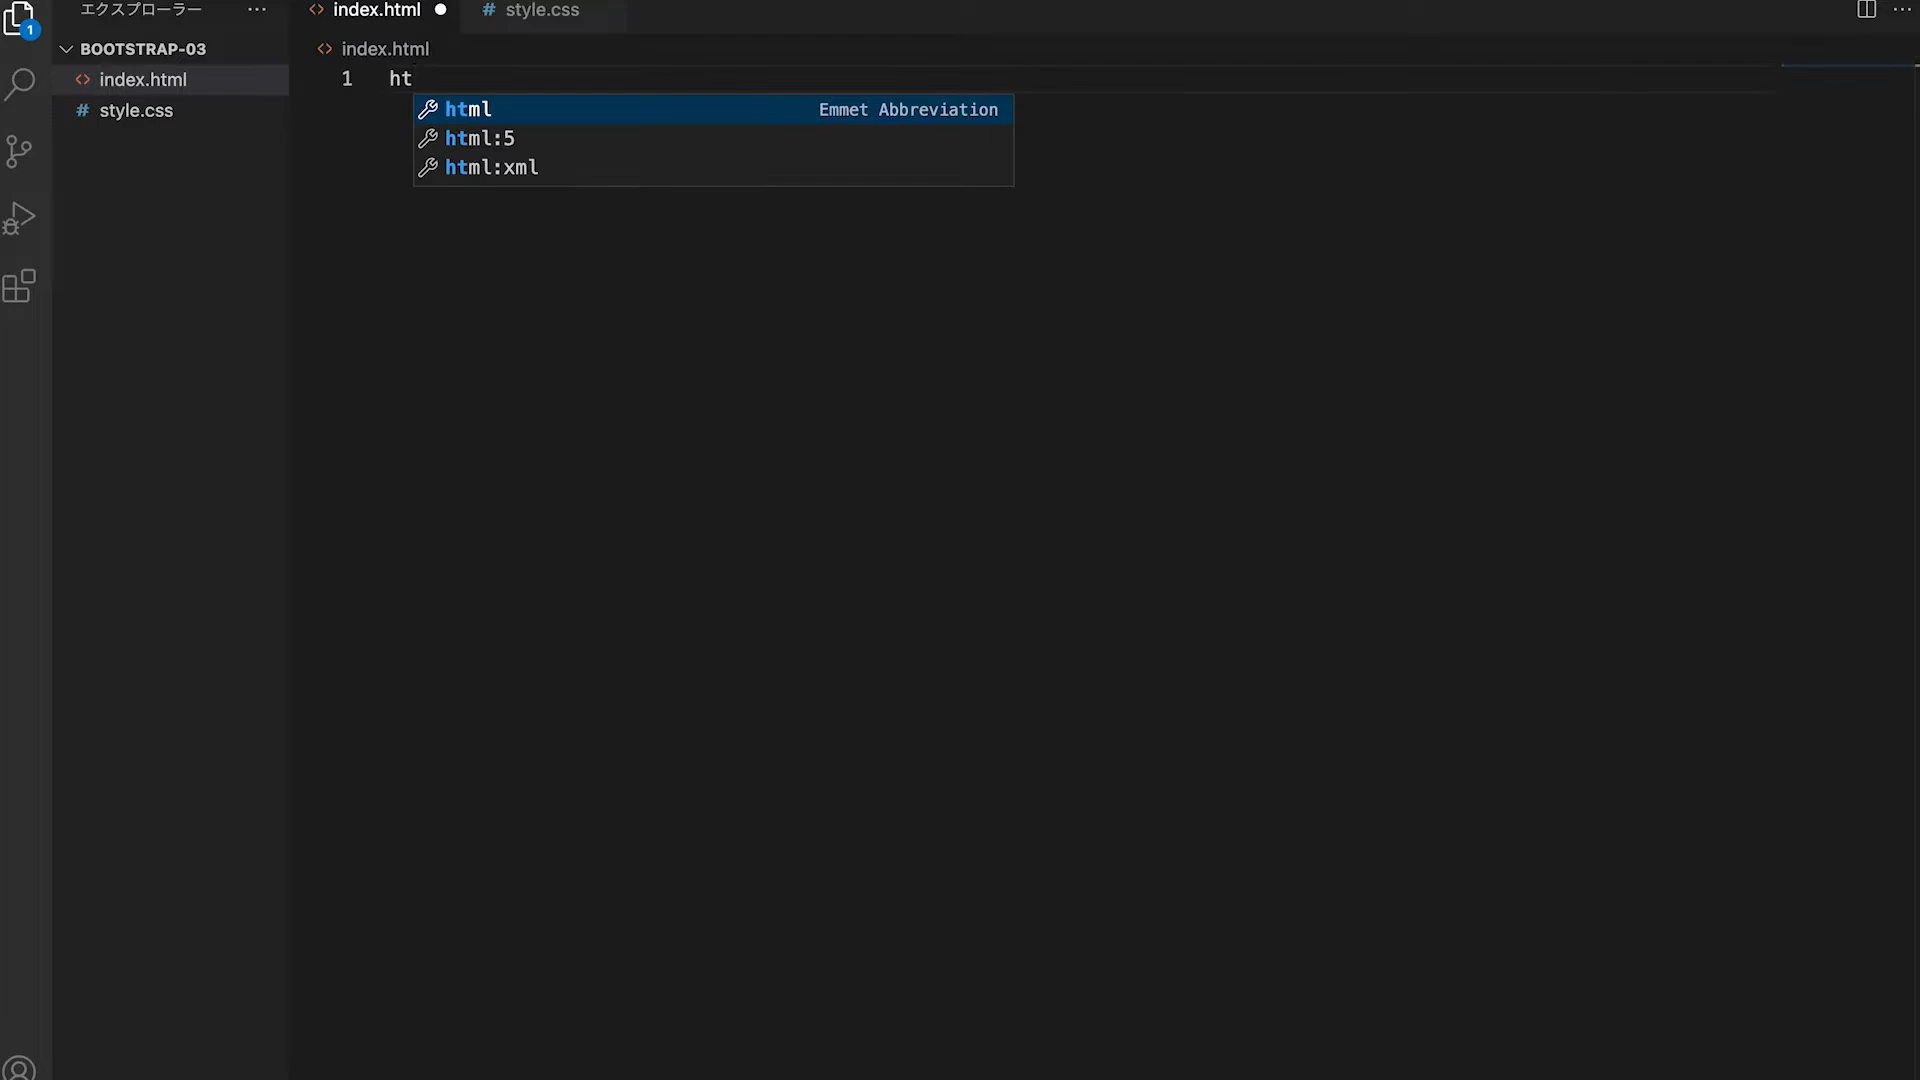 エクスプローラー ···
<> index.html ● # style.css
1
BOOTSTRAP-03
<> index.html
# style.css
<> index.html
1 ht
html Emmet Abbreviation
html:5
html:xml